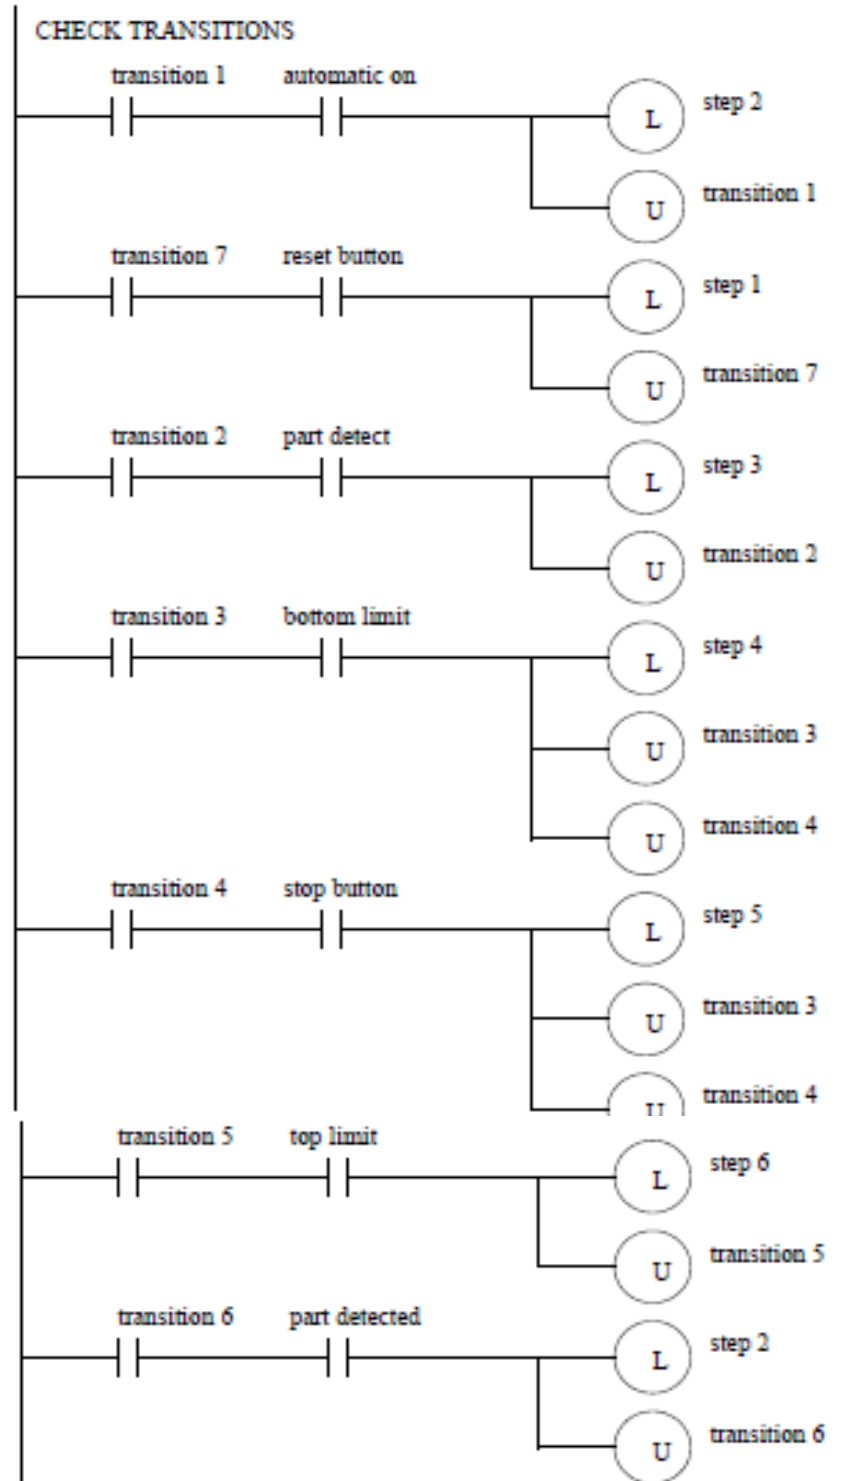 CHECK TRANSITIONS
transition 1 automatic on
L step 2
U transition 1
transition 7 reset button
L step 1
U transition 7
transition 2 part detect
L step 3
U transition 2
transition 3 bottom limit
L step 4
U transition 3
U transition 4
transition 4 stop button
L step 5
U transition 3
U transition 4
transition 5 top limit
L step 6
U transition 5
transition 6 part detected
L step 2
U transition 6